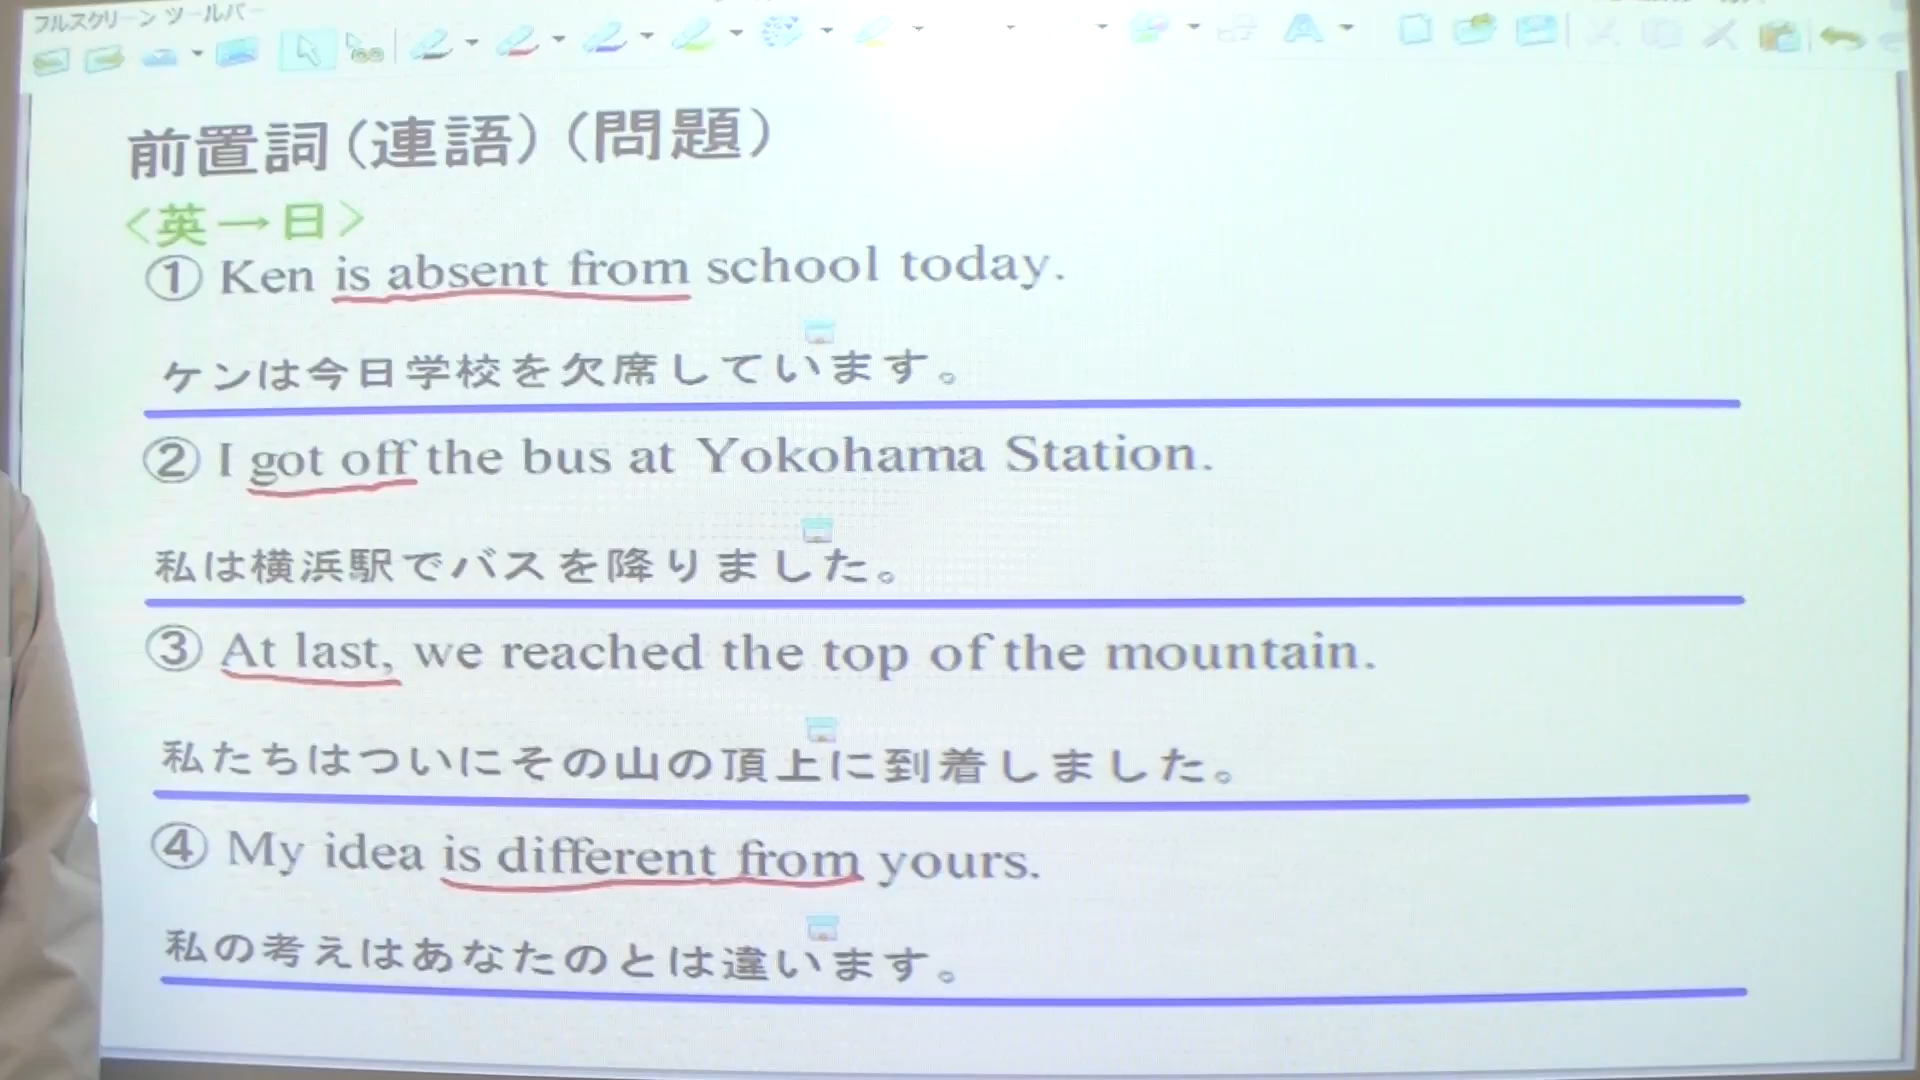 フルスクリーン ツールバー
前置詞(連語)(問題)
<英→日>
① Ken is absent from school today.
ケンは今日学校を欠席しています。
② I got off the bus at Yokohama Station.
私は横浜駅でバスを降りました。
③ At last, we reached the top of the mountain.
私たちはついにその山の頂上に到着しました。
④ My idea is different from yours.
私の考えはあなたのとは違います。